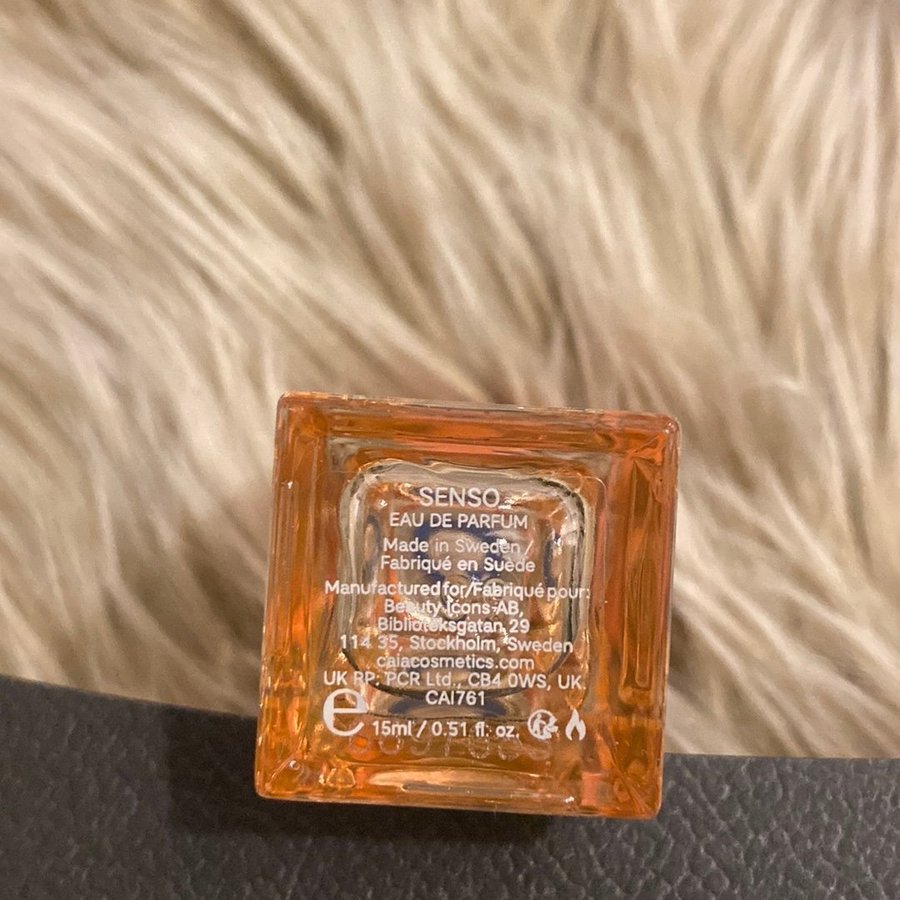 SENSO
EAU DE PARFUM
Made in Sweden /
Fabriqué en Suède
Manufactured for/Fabriqué pour:
Beauty Icons AB,
Biblioteksgatan 29
114 35, Stockholm, Sweden
caiacosmetics.com
UK RP: PCR Ltd., CB4 0WS, UK.
CAI761
e 15ml / 0.51 fl. oz.